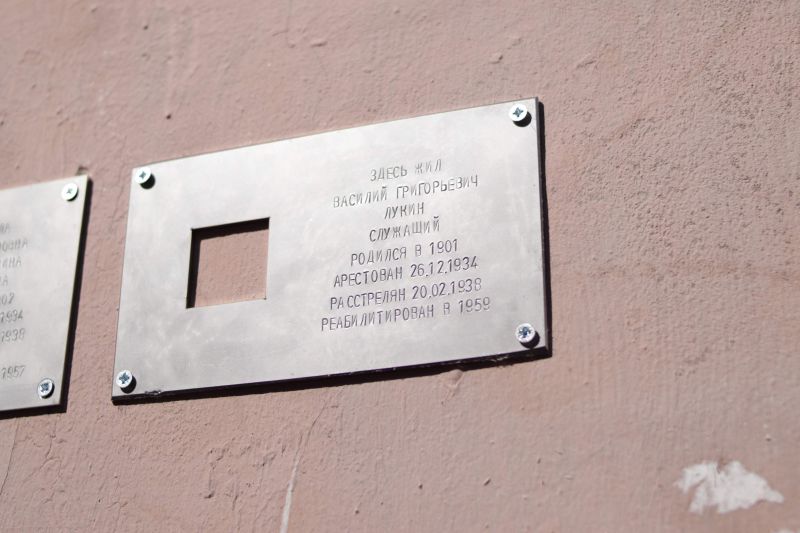 ЗДЕСЬ ЖИЛ
ВАСИЛИЙ ГРИГОРЬЕВИЧ
ЛУКИН
СЛУЖАЩИЙ
РОДИЛСЯ В 1901
АРЕСТОВАН 26.12.1934
РАССТРЕЛЯН 20.02.1938
РЕАБИЛИТИРОВАН В 1959